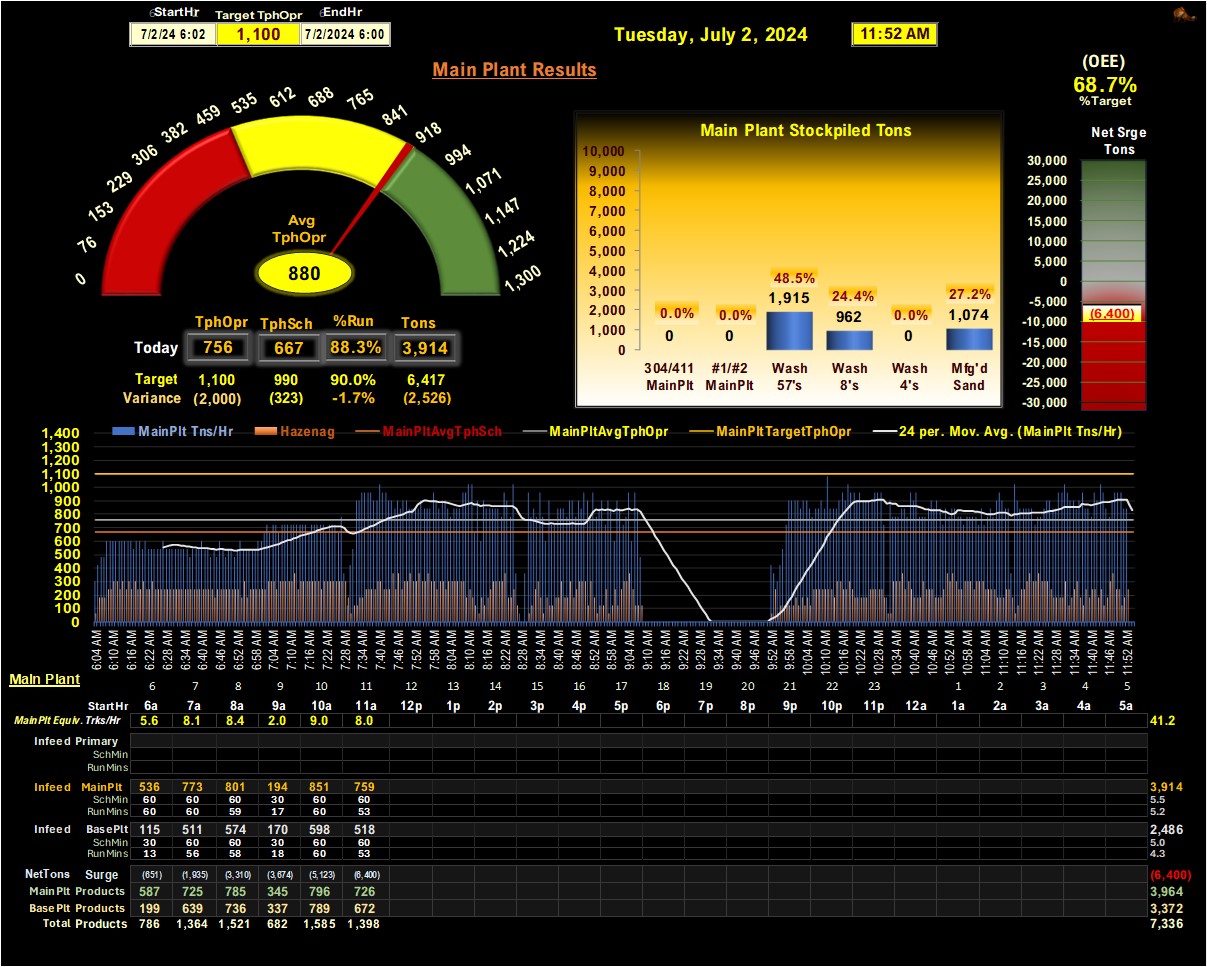 StartHr Target TphOpr EndHr
7/2/24 6:02 1,100 7/2/2024 6:00
Tuesday, July 2, 2024 11:52 AM
Main Plant Results
(OEE)
68.7%
%Target
0 76 153 229 306 382 459 535 612 688 765 841 918 994 1,071 1,147 1,224 1,300
Avg
TphOpr
880
TphOpr TphSch %Run Tons
Today 756 667 88.3% 3,914
Target 1,100 990 90.0% 6,417
Variance (2,000) (323) -1.7% (2,526)
Main Plant Stockpiled Tons
10,000
9,000
8,000
7,000
6,000
5,000
4,000
3,000
2,000
1,000
0
0.0% 0.0% 48.5% 24.4% 0.0% 27.2%
0 0 1,915 962 0 1,074
304/411 #1/#2 Wash Wash Wash Mfg'd
MainPlt MainPlt 57's 8's 4's Sand
Net Srge
Tons
30,000
25,000
20,000
15,000
10,000
5,000
0
-5,000
-10,000
-15,000
-20,000
-25,000
-30,000
(6,400)
MainPlt Tns/Hr Hazenag MainPltAvgTphSch MainPltAvgTphOpr MainPltTargetTphOpr 24 per. Mov. Avg. (MainPlt Tns/Hr)
1,400
1,300
1,200
1,100
1,000
900
800
700
600
500
400
300
200
100
0
6:04 AM 6:10 AM 6:16 AM 6:22 AM 6:28 AM 6:34 AM 6:40 AM 6:46 AM 6:52 AM 6:58 AM 7:04 AM 7:10 AM 7:16 AM 7:22 AM 7:28 AM 7:34 AM 7:40 AM 7:46 AM 7:52 AM 7:58 AM 8:04 AM 8:10 AM 8:16 AM 8:22 AM 8:28 AM 8:34 AM 8:40 AM 8:46 AM 8:52 AM 8:58 AM 9:04 AM 9:10 AM 9:16 AM 9:22 AM 9:28 AM 9:34 AM 9:40 AM 9:46 AM 9:52 AM 9:58 AM 10:04 AM 10:10 AM 10:16 AM 10:22 AM 10:28 AM 10:34 AM 10:40 AM 10:46 AM 10:52 AM 10:58 AM 11:04 AM 11:10 AM 11:16 AM 11:22 AM 11:28 AM 11:34 AM 11:40 AM 11:46 AM 11:52 AM
Main Plant
6 7 8 9 10 11 12 13 14 15 16 17 18 19 20 21 22 23 1 2 3 4 5
StartHr 6a 7a 8a 9a 10a 11a 12p 1p 2p 3p 4p 5p 6p 7p 8p 9p 10p 11p 12a 1a 2a 3a 4a 5a
MainPlt Equiv. Trks/Hr 5.6 8.1 8.4 2.0 9.0 8.0 41.2
Infeed Primary
SchMin
RunMins
Infeed MainPlt 536 773 801 194 851 759 3,914
SchMin 60 60 60 30 60 60 5.5
RunMins 60 60 59 17 60 53 5.2
Infeed BasePlt 115 511 574 170 598 518 2,486
SchMin 30 60 60 30 60 60 5.0
RunMins 13 56 58 18 60 53 4.3
NetTons Surge (651) (1,935) (3,310) (3,674) (5,123) (6,400) (6,400)
MainPlt Products 587 725 785 345 796 726 3,964
BasePlt Products 199 639 736 337 789 672 3,372
Total Products 786 1,364 1,521 682 1,585 1,398 7,336